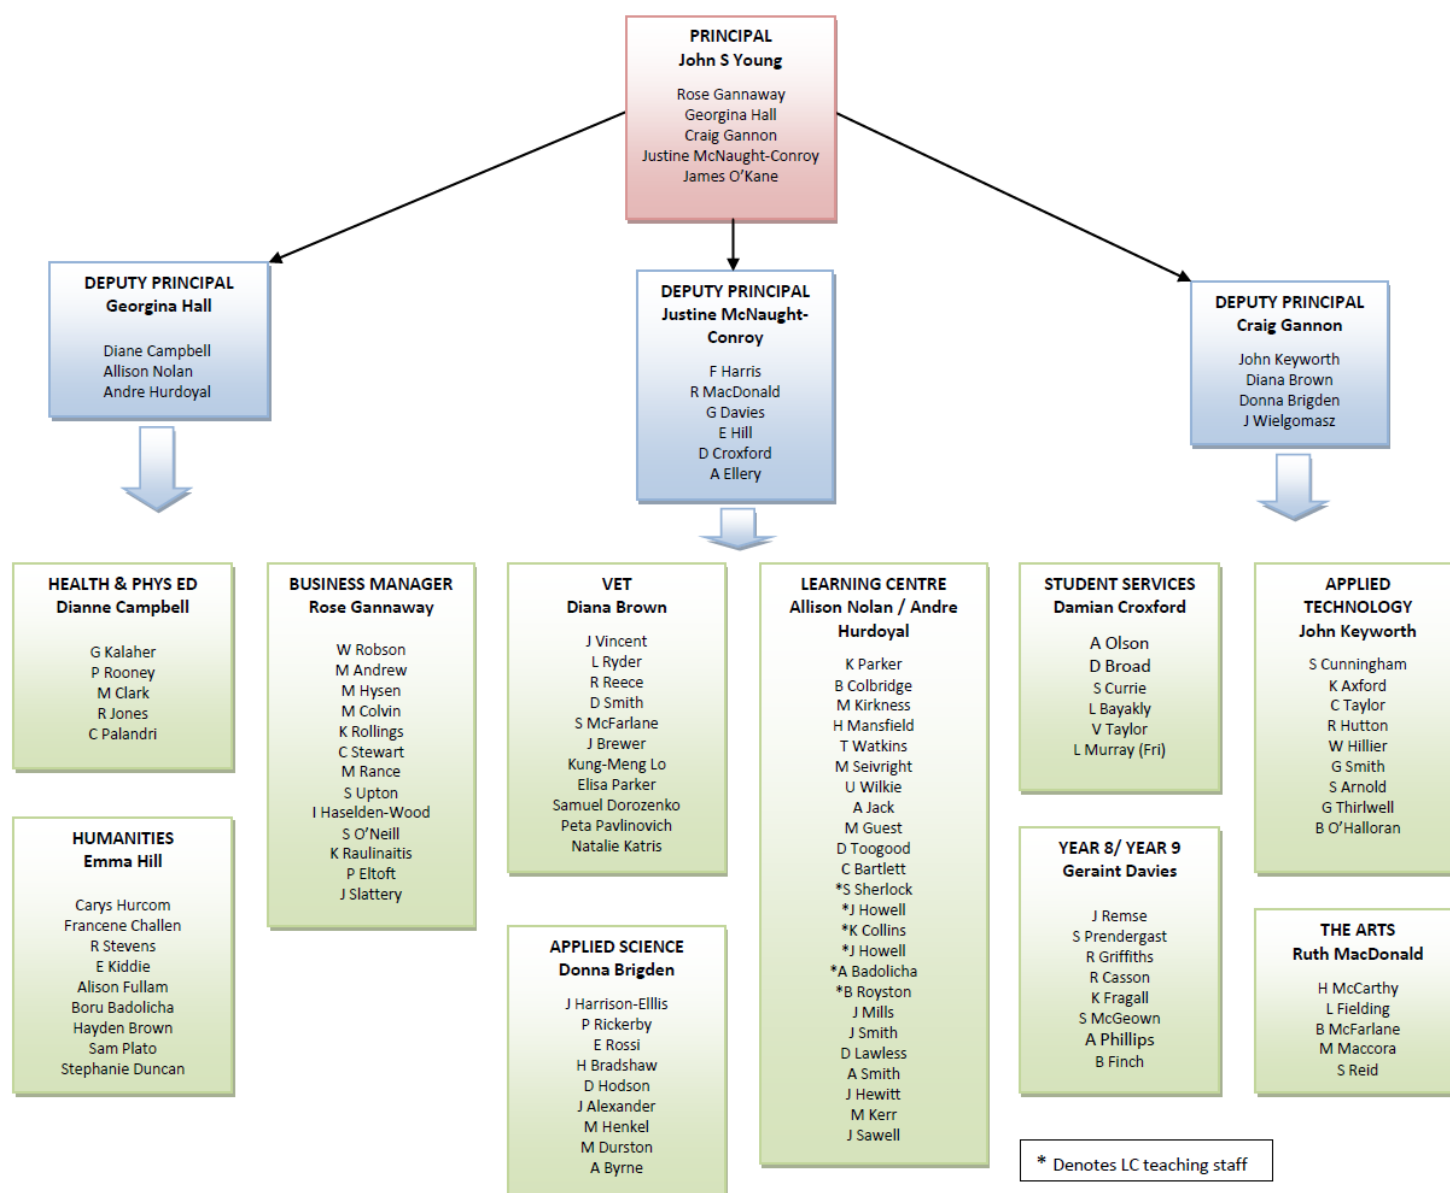 PRINCIPAL
John S Young
Rose Gannaway
Georgina Hall
Craig Gannon
Justine McNaught-Conroy
James O'Kane
DEPUTY PRINCIPAL
Georgina Hall
Diane Campbell
Allison Nolan
Andre Hurdoyal
DEPUTY PRINCIPAL
Justine McNaught-
Conroy
F Harris
R MacDonald
G Davies
E Hill
D Croxford
A Ellery
DEPUTY PRINCIPAL
Craig Gannon
John Keyworth
Diana Brown
Donna Brigden
J Wielgomasz
HEALTH & PHYS ED
Dianne Campbell
G Kalaher
P Rooney
M Clark
R Jones
C Palandri
HUMANITIES
Emma Hill
Carys Hurcom
Francene Challen
R Stevens
E Kiddie
Alison Fullam
Boru Badolicha
Hayden Brown
Sam Plato
Stephanie Duncan
BUSINESS MANAGER
Rose Gannaway
W Robson
M Andrew
M Hysen
M Colvin
K Rollings
C Stewart
M Rance
S Upton
I Haselden-Wood
S O'Neill
K Raulinaitis
P Eltoft
J Slattery
VET
Diana Brown
J Vincent
L Ryder
R Reece
D Smith
S McFarlane
J Brewer
Kung-Meng Lo
Elisa Parker
Samuel Dorozenko
Peta Pavlinovich
Natalie Katris
APPLIED SCIENCE
Donna Brigden
J Harrison-Elllis
P Rickerby
E Rossi
H Bradshaw
D Hodson
J Alexander
M Henkel
M Durston
A Byrne
LEARNING CENTRE
Allison Nolan / Andre
Hurdoyal
K Parker
B Colbridge
M Kirkness
H Mansfield
T Watkins
M Seivright
U Wilkie
A Jack
M Guest
D Toogood
C Bartlett
*S Sherlock
*J Howell
*K Collins
*J Howell
*A Badolicha
*B Royston
J Mills
J Smith
D Lawless
A Smith
J Hewitt
M Kerr
J Sawell
STUDENT SERVICES
Damian Croxford
A Olson
D Broad
S Currie
L Bayakly
V Taylor
L Murray (Fri)
YEAR 8/ YEAR 9
Geraint Davies
J Remse
S Prendergast
R Griffiths
R Casson
K Fragall
S McGeown
A Phillips
B Finch
APPLIED
TECHNOLOGY
John Keyworth
S Cunningham
K Axford
C Taylor
R Hutton
W Hillier
G Smith
S Arnold
G Thirlwell
B O'Halloran
THE ARTS
Ruth MacDonald
H McCarthy
L Fielding
B McFarlane
M Maccora
S Reid
* Denotes LC teaching staff